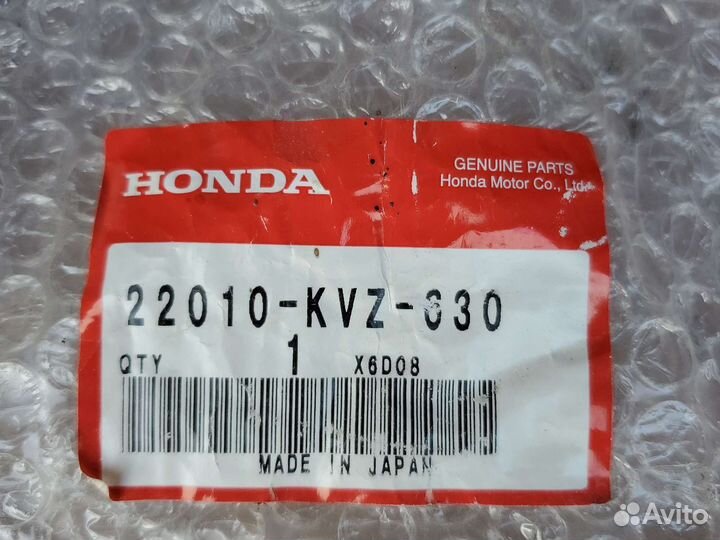 HONDA
GENUINE PARTS
Honda Motor Co., Ltd.
22010-KVZ-630
QTY 1 X6D08
MADE IN JAPAN
Avito